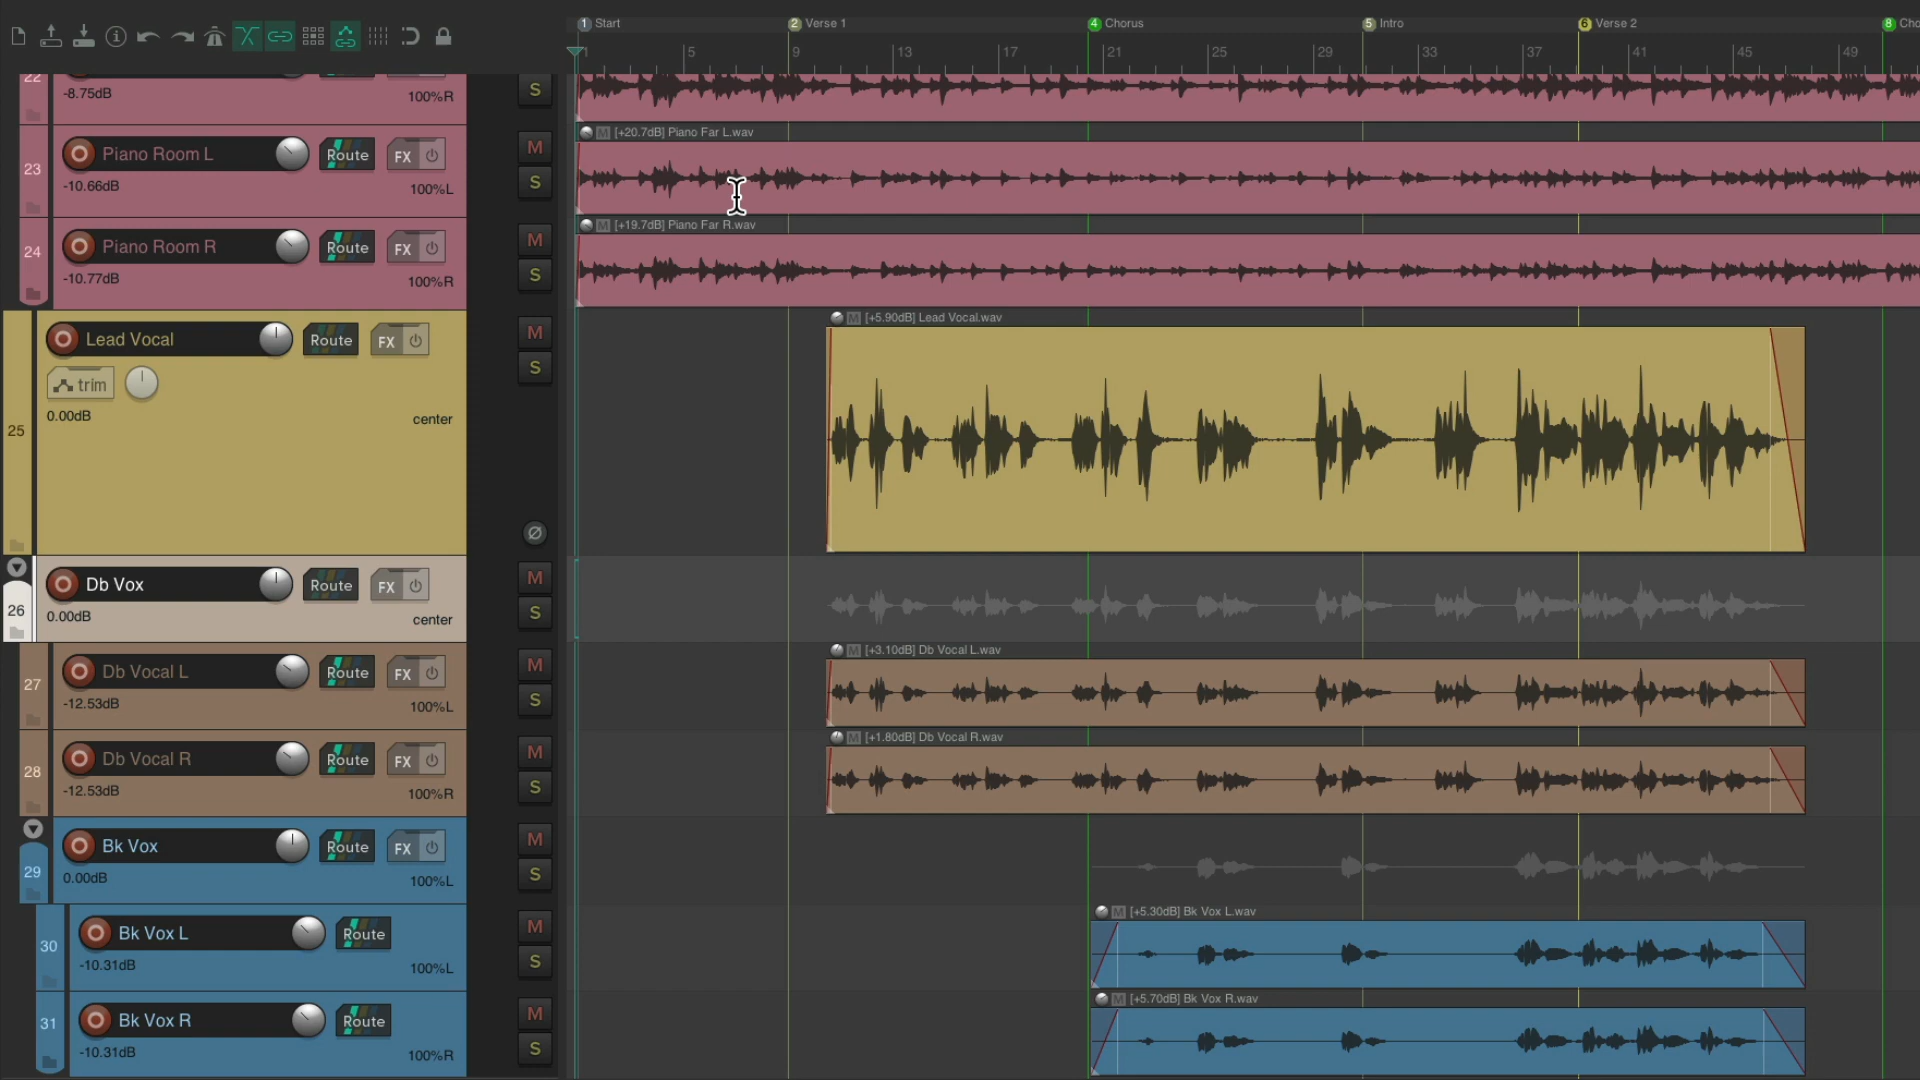 1 Start
2 Verse 1
4 Chorus
5 Intro
6 Verse 2
8 Cho
1
5
9
13
17
21
25
29
33
37
41
45
49
22
-8.75dB
100%R
S
[+20.7dB] Piano Far L.wav
23
Piano Room L
Route
FX
M
S
-10.66dB
100%L
[+19.7dB] Piano Far R.wav
24
Piano Room R
Route
FX
M
S
-10.77dB
100%R
[+5.90dB] Lead Vocal.wav
25
Lead Vocal
Route
FX
M
S
trim
0.00dB
center
26
Db Vox
Route
FX
M
S
0.00dB
center
M [+3.10dB] Db Vocal L.wav
27
Db Vocal L
Route
FX
M
S
-12.53dB
100%L
M [+1.80dB] Db Vocal R.wav
28
Db Vocal R
Route
FX
M
S
-12.53dB
100%R
29
Bk Vox
Route
FX
M
S
0.00dB
100%L
M [+5.30dB] Bk Vox L.wav
30
Bk Vox L
Route
M
S
-10.31dB
100%L
M [+5.70dB] Bk Vox R.wav
31
Bk Vox R
Route
M
S
-10.31dB
100%R